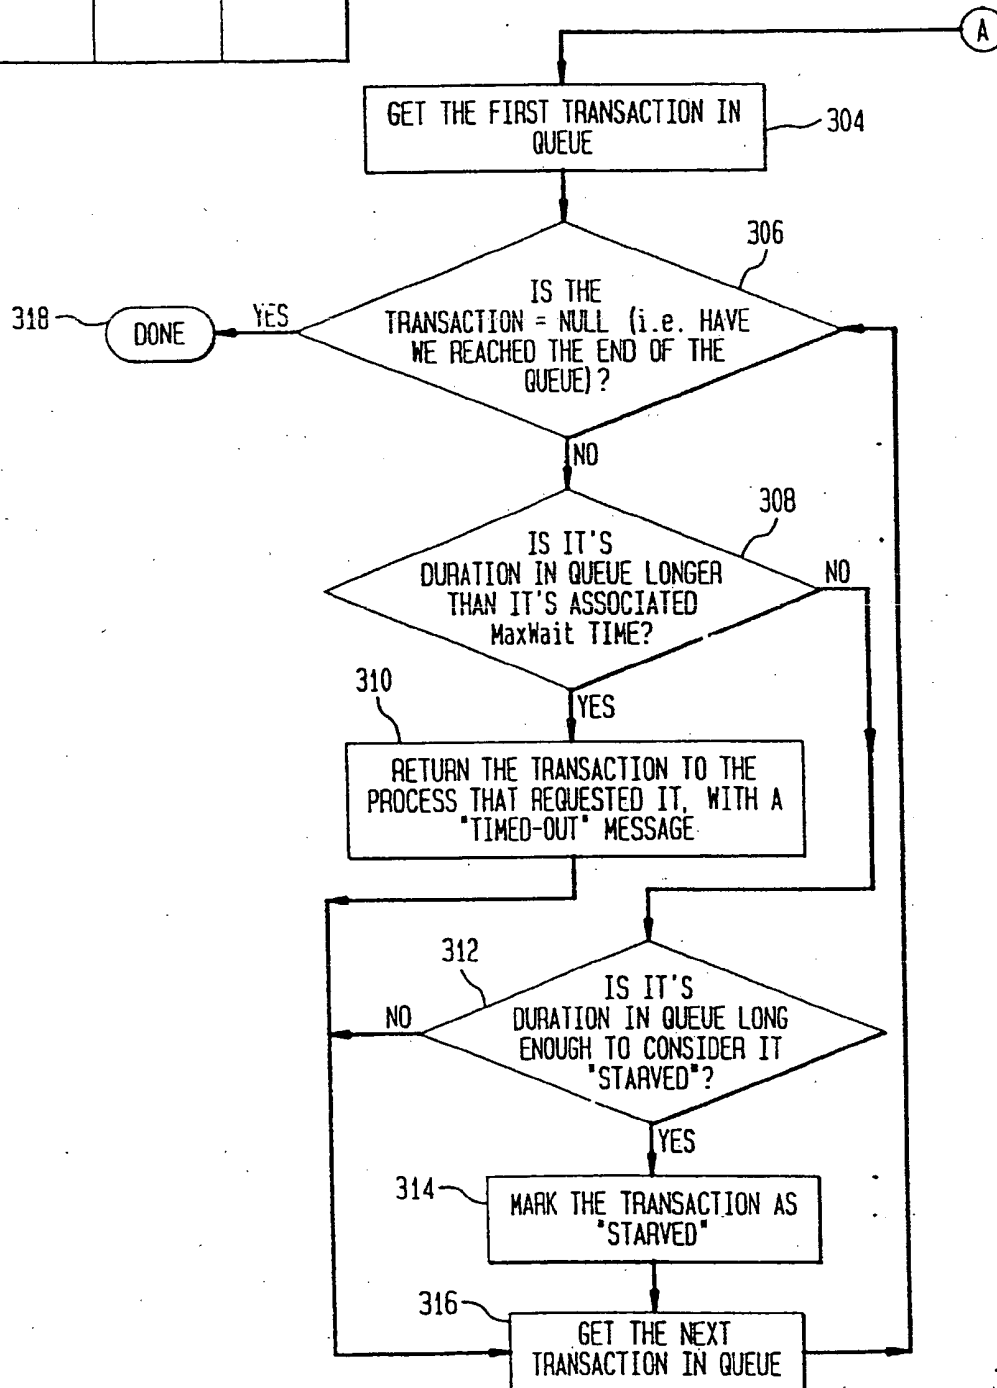 A
GET THE FIRST TRANSACTION IN
QUEUE
304
306
IS THE
TRANSACTION = NULL (i.e. HAVE
WE REACHED THE END OF THE
QUEUE)?
YES
318
DONE
NO
308
IS IT'S
DURATION IN QUEUE LONGER
THAN IT'S ASSOCIATED
MaxWait TIME?
NO
310
YES
RETURN THE TRANSACTION TO THE
PROCESS THAT REQUESTED IT, WITH A
"TIMED-OUT" MESSAGE
312
IS IT'S
DURATION IN QUEUE LONG
ENOUGH TO CONSIDER IT
"STARVED"?
NO
YES
314
MARK THE TRANSACTION AS
"STARVED"
316
GET THE NEXT
TRANSACTION IN QUEUE